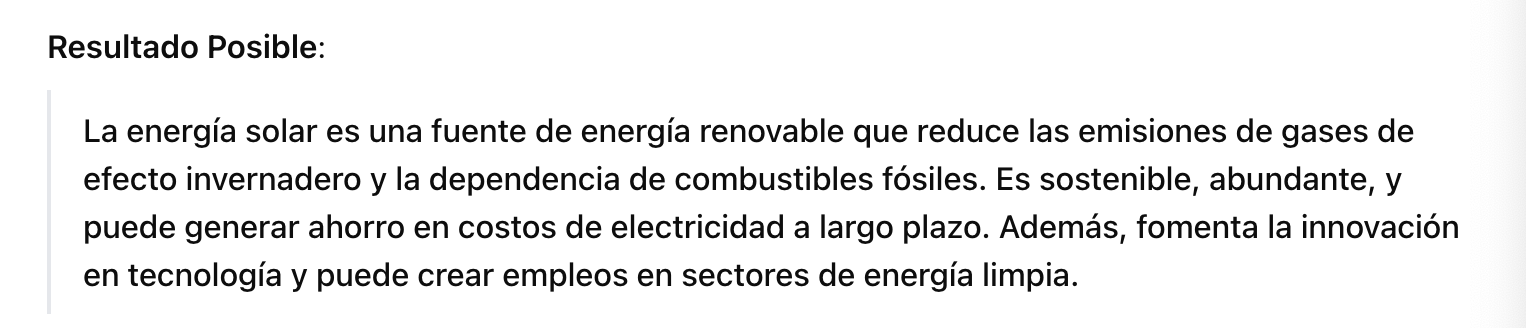 Resultado Posible:
La energía solar es una fuente de energía renovable que reduce las emisiones de gases de
efecto invernadero y la dependencia de combustibles fósiles. Es sostenible, abundante, y
puede generar ahorro en costos de electricidad a largo plazo. Además, fomenta la innovación
en tecnología y puede crear empleos en sectores de energía limpia.